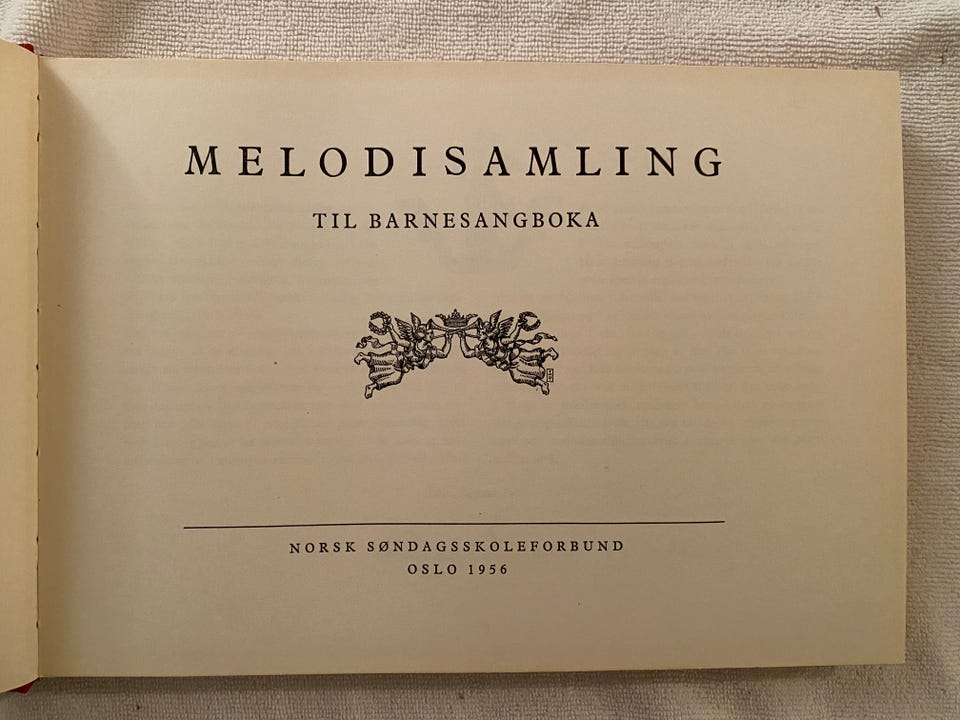 MELODISAMLING
TIL BARNESANGBOKA
NORSK SØNDAGSSKOLEFORBUND
OSLO 1956